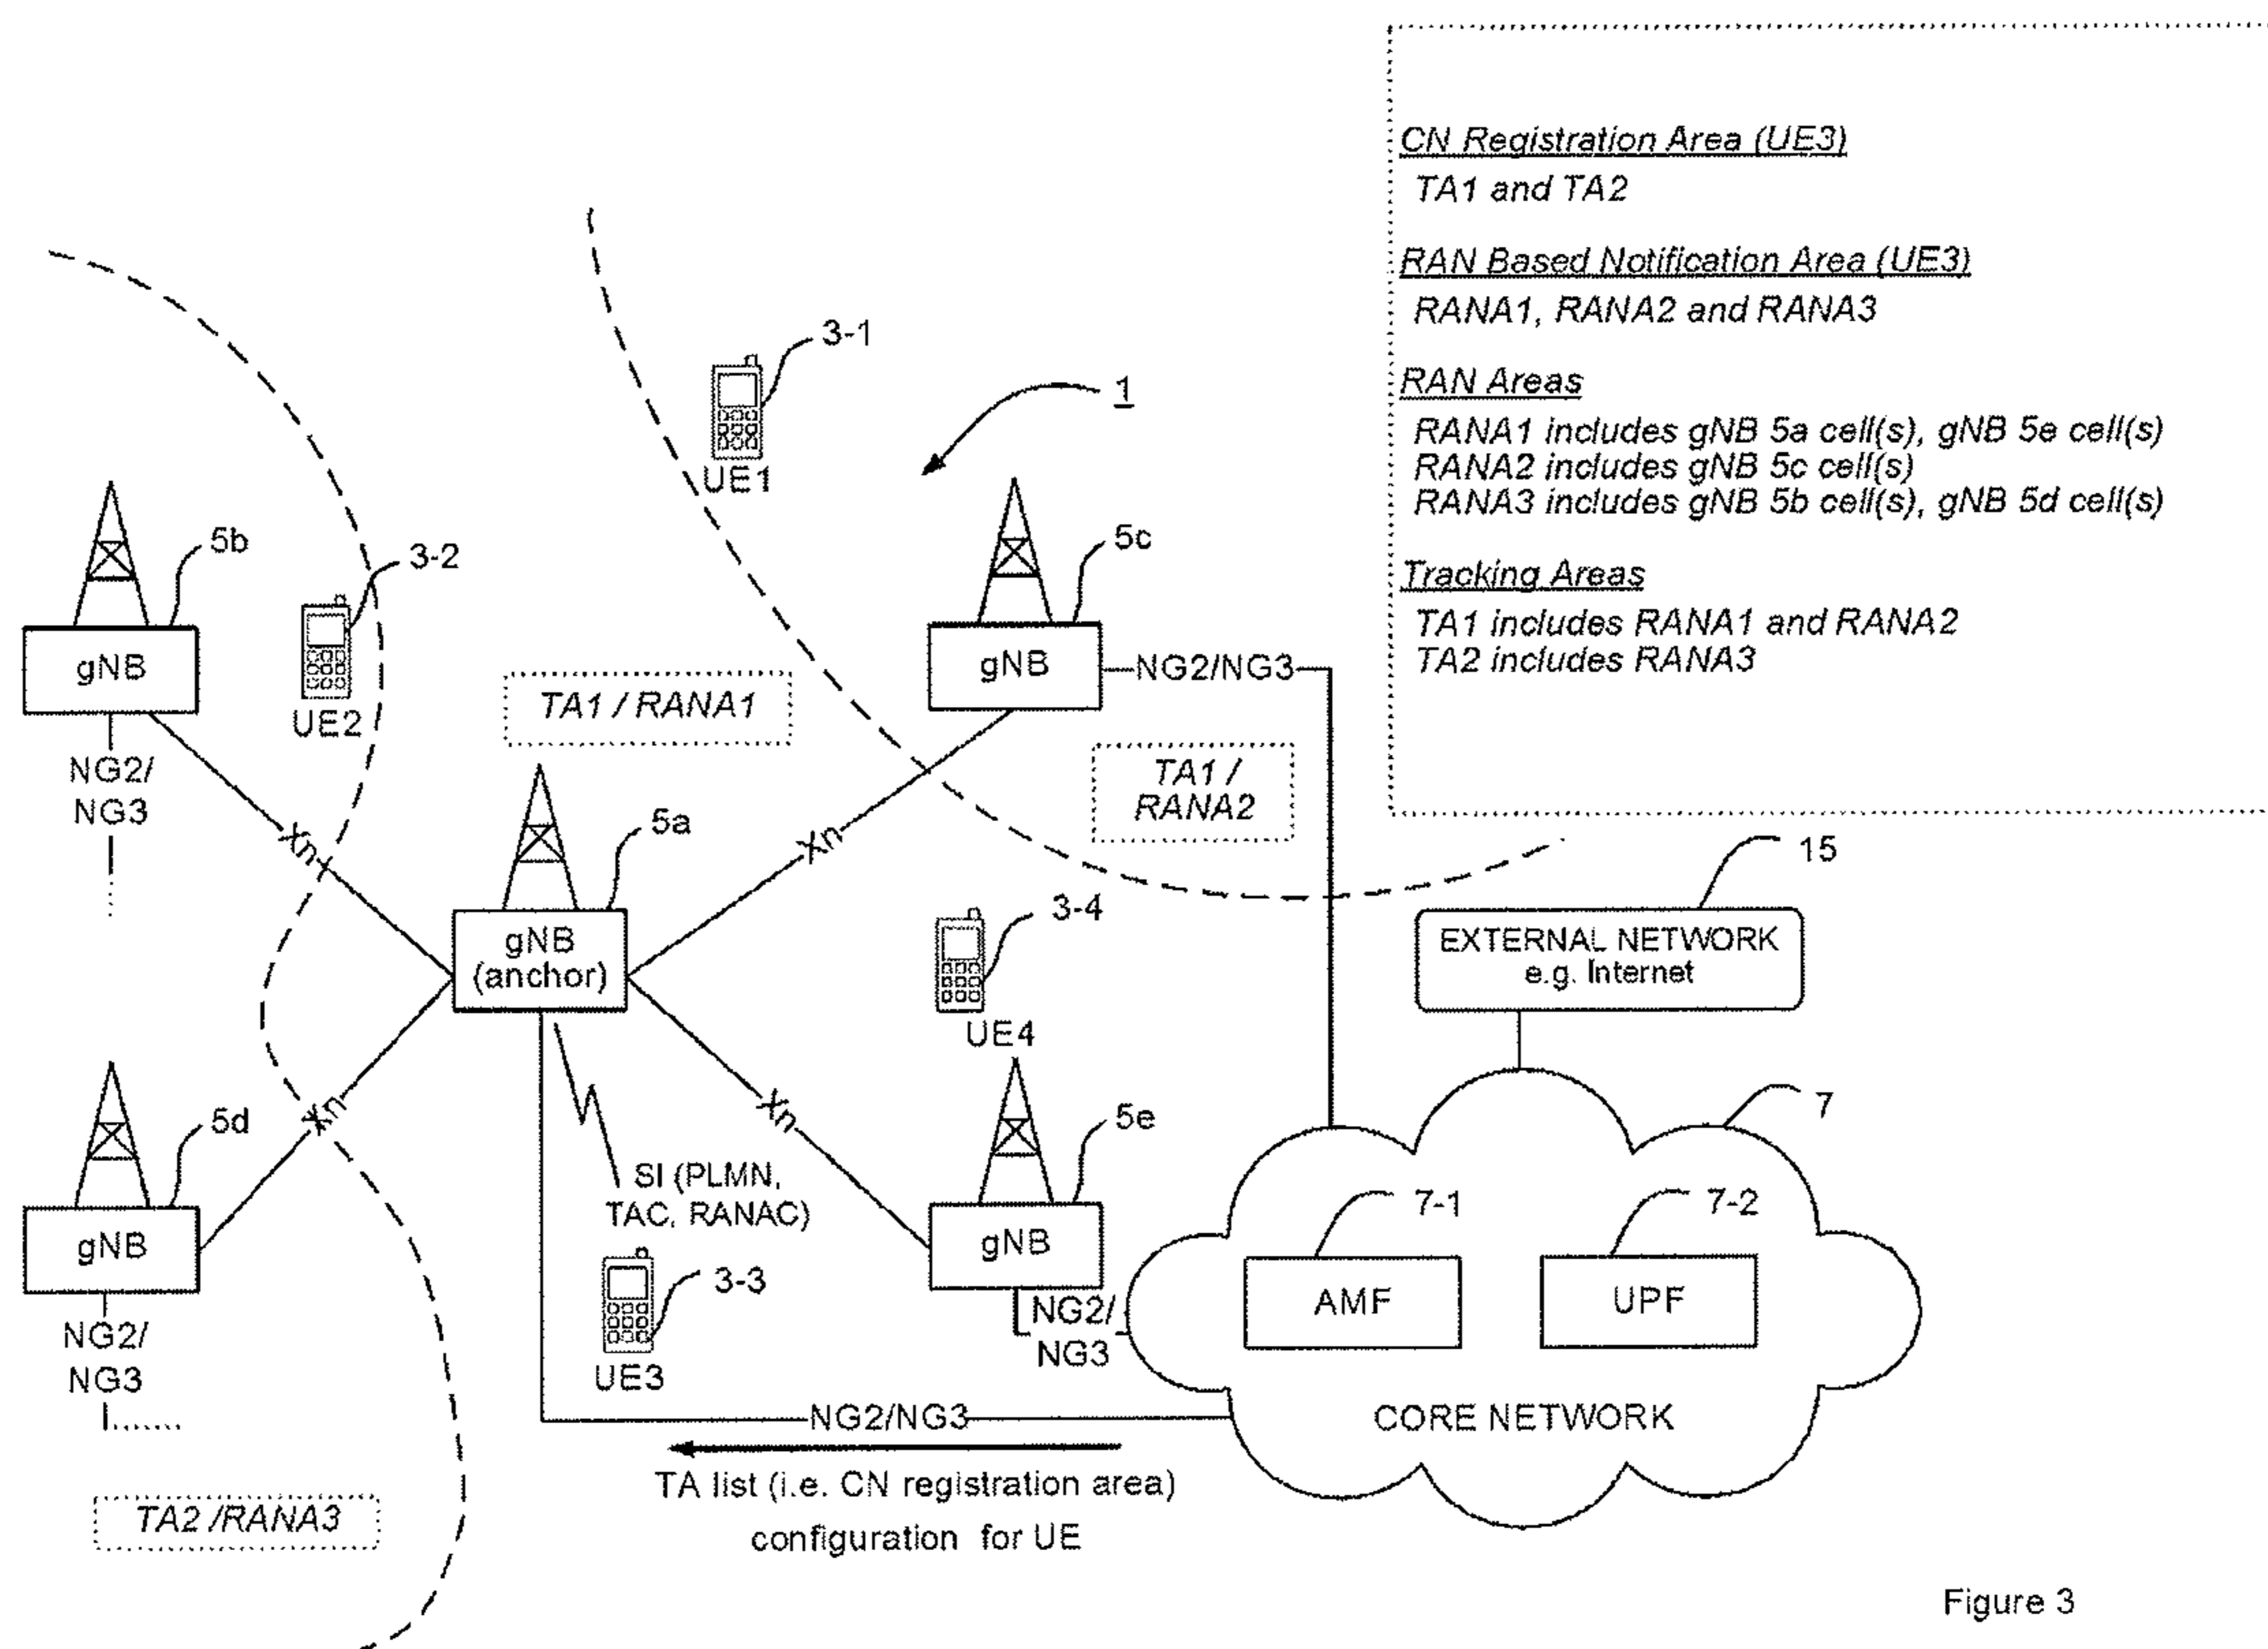 CN Registration Area (UE3)
TA1 and TA2
RAN Based Notification Area (UE3)
RANA1, RANA2 and RANA3
RAN Areas
RANA1 includes gNB 5a cell(s), gNB 5e cell(s)
RANA2 includes gNB 5c cell(s)
RANA3 includes gNB 5b cell(s), gNB 5d cell(s)
Tracking Areas
TA1 includes RANA1 and RANA2
TA2 includes RANA3
3-1
UE1
1
5b
gNB
NG2/
NG3
3-2
UE2
5c
gNB
NG2/NG3
TA1 / RANA1
TA1 /
RANA2
Xn
Xn
5a
gNB
(anchor)
3-4
UE4
15
EXTERNAL NETWORK
e.g. Internet
5d
gNB
NG2/
NG3
Xn
Xn
SI (PLMN,
TAC, RANAC)
3-3
UE3
5e
gNB
NG2/
NG3
7
7-1
AMF
7-2
UPF
CORE NETWORK
NG2/NG3
TA list (i.e. CN registration area)
configuration for UE
TA2 /RANA3
Figure 3